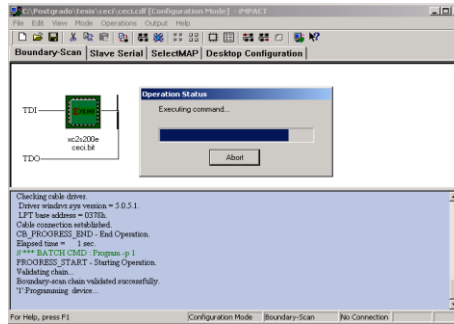 C:\Postgrado\tesis\ceci\ceci.cdf [Configuration Mode] - iMPACT
File Edit View Mode Operations Output Help
Boundary-Scan Slave Serial SelectMAP Desktop Configuration
Operation Status
Executing command...
Abort
TDI
XILINX
xc2s200e
ceci.bit
TDO
Checking cable driver.
Driver windrvr.sys version = 5.0.5.1.
LPT base address = 0378h.
Cable connection established.
CB_PROGRESS_END - End Operation.
Elapsed time = 1 sec.
// *** BATCH CMD : Program -p 1
PROGRESS_START - Starting Operation.
Validating chain...
Boundary-scan chain validated successfully.
'1':Programming device...
For Help, press F1 Configuration Mode Boundary-Scan No Connection